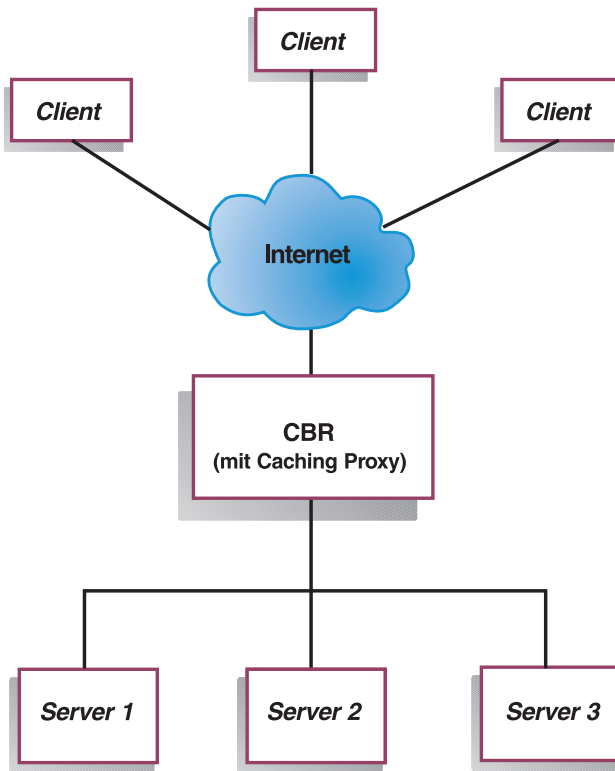 Client
Client
Client
Internet
CBR
(mit Caching Proxy)
Server 1
Server 2
Server 3